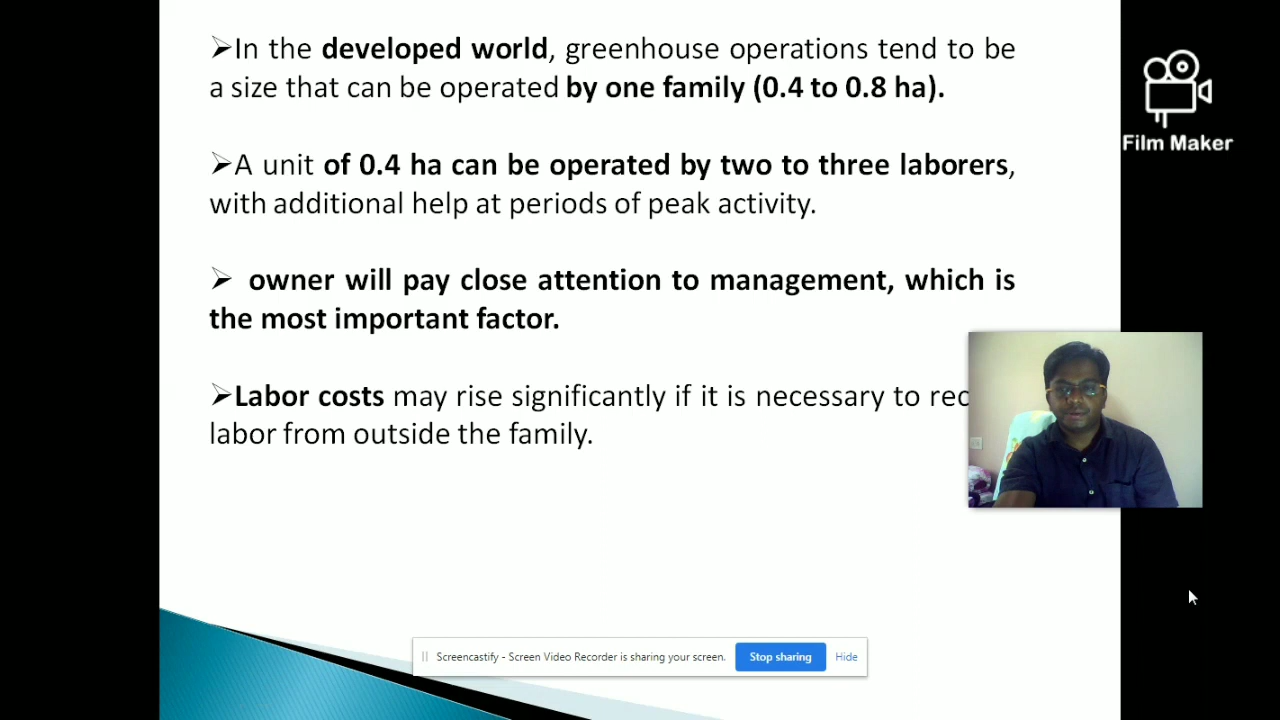 ➢In the developed world, greenhouse operations tend to be
a size that can be operated by one family (0.4 to 0.8 ha).
➢A unit of 0.4 ha can be operated by two to three laborers,
with additional help at periods of peak activity.
➢ owner will pay close attention to management, which is
the most important factor.
➢Labor costs may rise significantly if it is necessary to
labor from outside the family.
Film Maker
Screencastify - Screen Video Recorder is sharing your screen. Stop sharing Hide